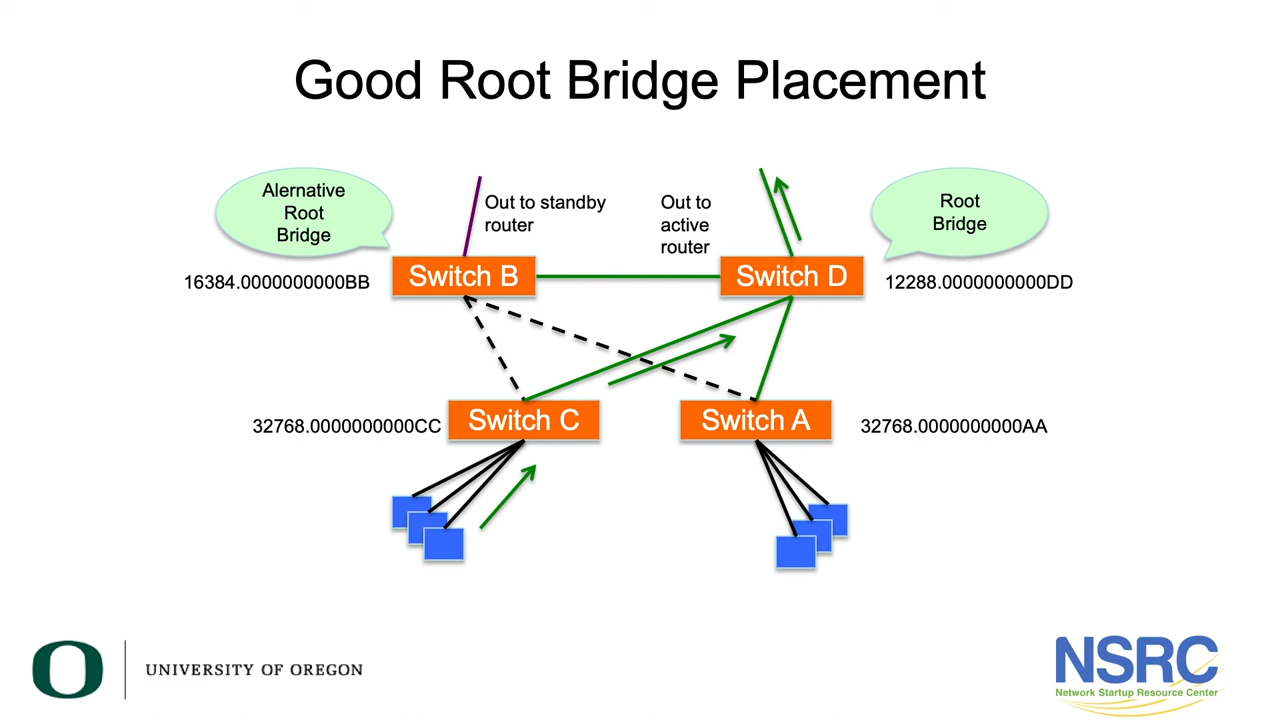 Good Root Bridge Placement
Alernative
Root
Bridge
Out to standby
router
Out to
active
router
Root
Bridge
16384.0000000000BB
Switch B
Switch D
12288.0000000000DD
32768.0000000000CC
Switch C
Switch A
32768.0000000000AA
O
UNIVERSITY OF OREGON
NSRC
Network Startup Resource Center